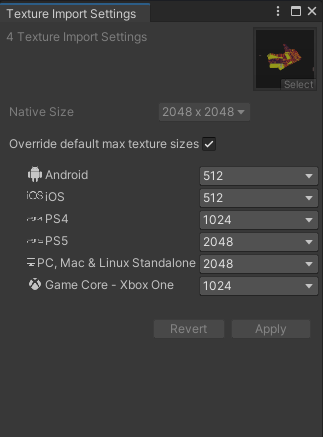 Texture Import Settings
4 Texture Import Settings
Select
Native Size 2048 x 2048
Override default max texture sizes
Android 512
iOS iOS 512
PS4 1024
PS5 2048
PC, Mac & Linux Standalone 2048
Game Core - Xbox One 1024
Revert Apply